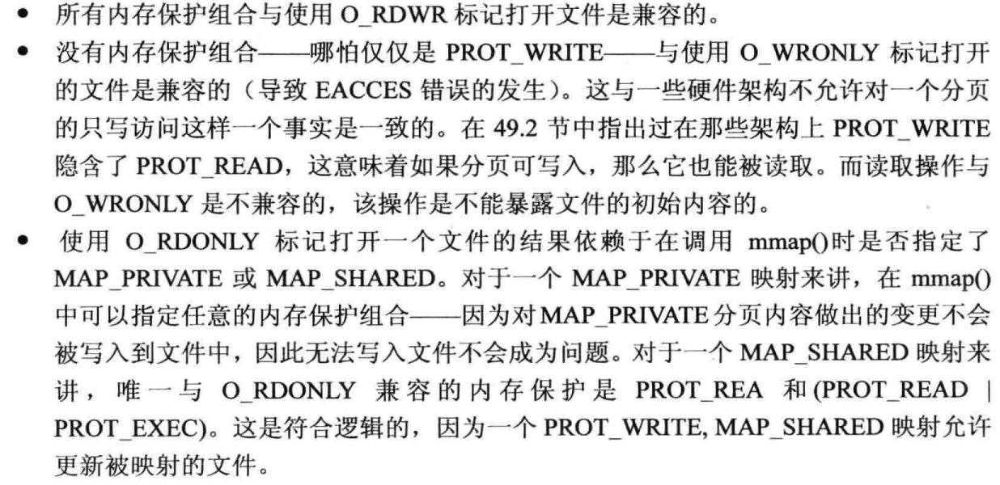 • 所有内存保护组合与使用 O_RDWR 标记打开文件是兼容的。
• 没有内存保护组合——哪怕仅仅是 PROT_WRITE——与使用 O_WRONLY 标记打开
的文件是兼容的（导致 EACCES 错误的发生）。这与一些硬件架构不允许对一个分页
的只写访问这样一个事实是一致的。在 49.2 节中指出过在那些架构上 PROT_WRITE
隐含了 PROT_READ，这意味着如果分页可写入，那么它也能被读取。而读取操作与
O_WRONLY 是不兼容的，该操作是不能暴露文件的初始内容的。
• 使用 O_RDONLY 标记打开一个文件的结果依赖于在调用 mmap()时是否指定了
MAP_PRIVATE 或 MAP_SHARED。对于一个 MAP_PRIVATE 映射来讲，在 mmap()
中可以指定任意的内存保护组合——因为对 MAP_PRIVATE 分页内容做出的变更不会
被写入到文件中，因此无法写入文件不会成为问题。对于一个 MAP_SHARED 映射来
讲，唯一与 O_RDONLY 兼容的内存保护是 PROT_REA 和(PROT_READ |
PROT_EXEC)。这是符合逻辑的，因为一个 PROT_WRITE, MAP_SHARED 映射允许
更新被映射的文件。